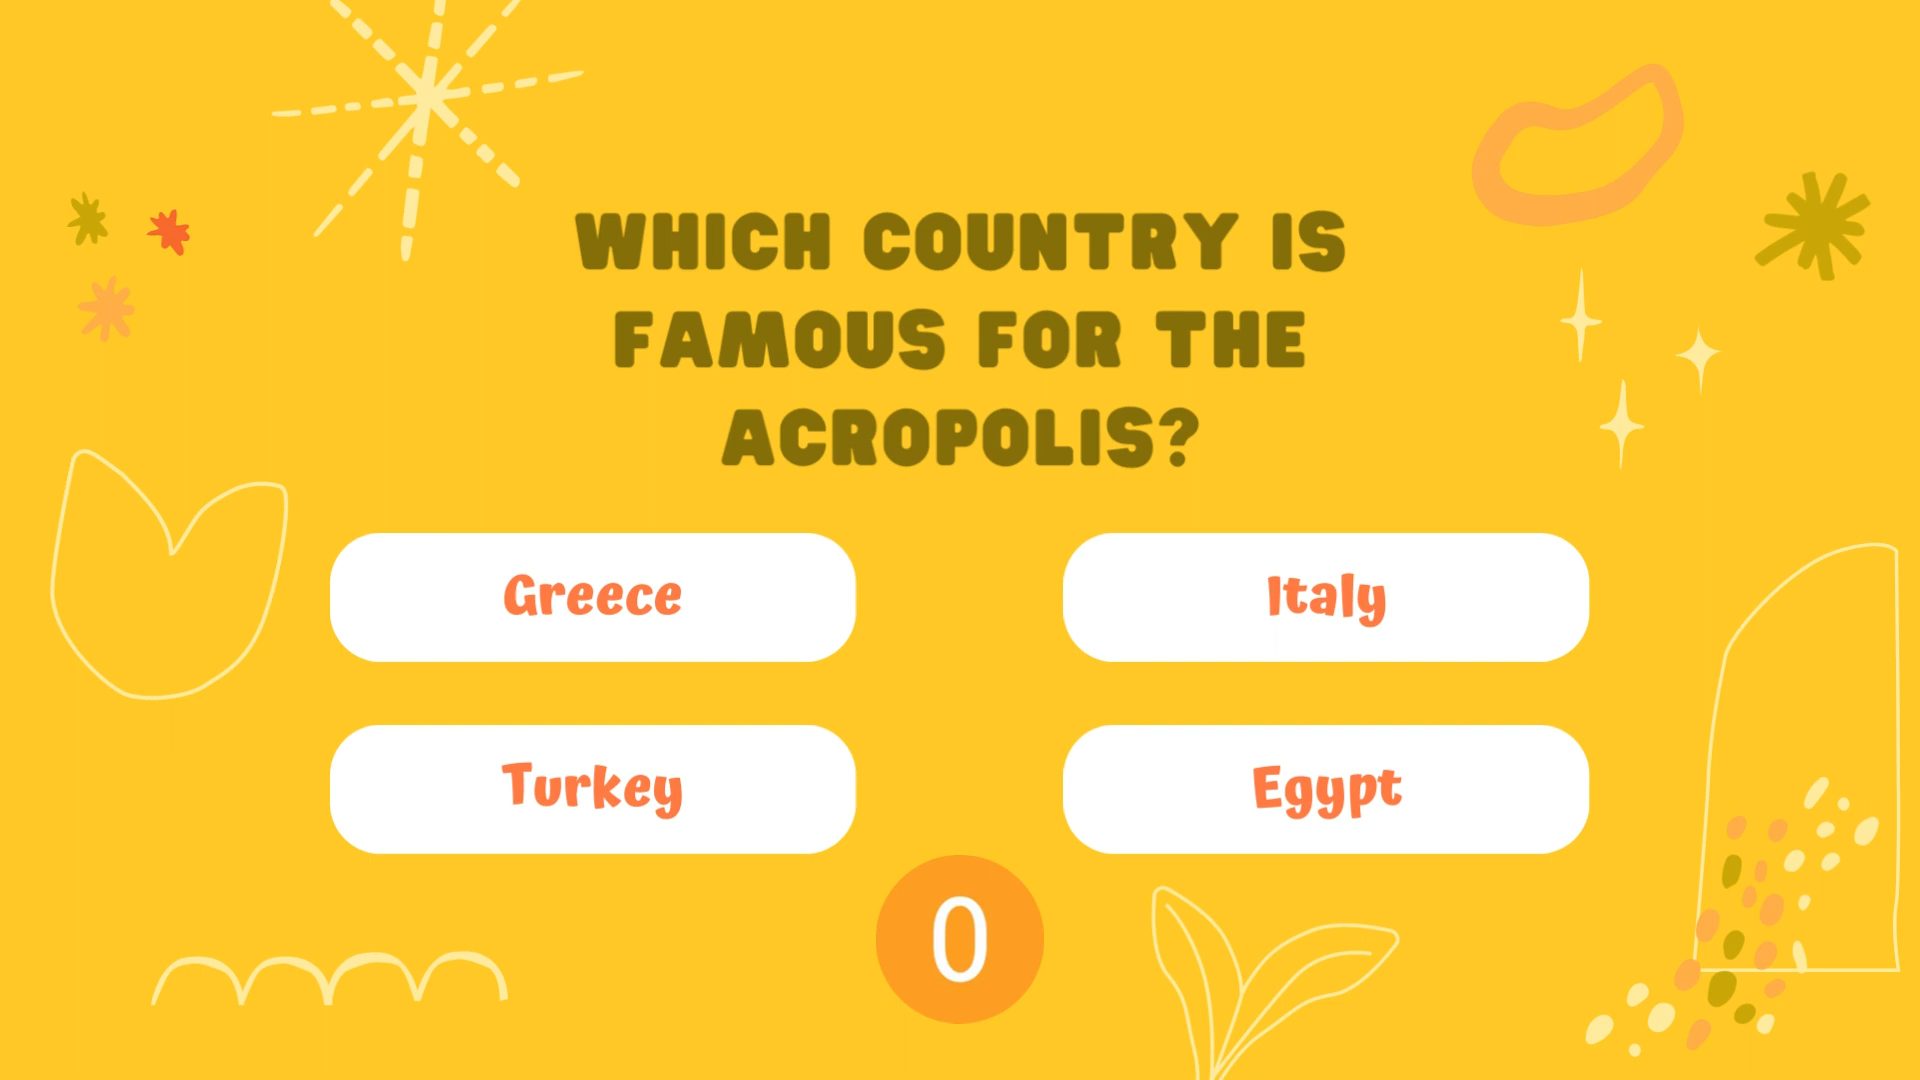 WHICH COUNTRY IS
FAMOUS FOR THE
ACROPOLIS?
Greece
Italy
Turkey
Egypt
0